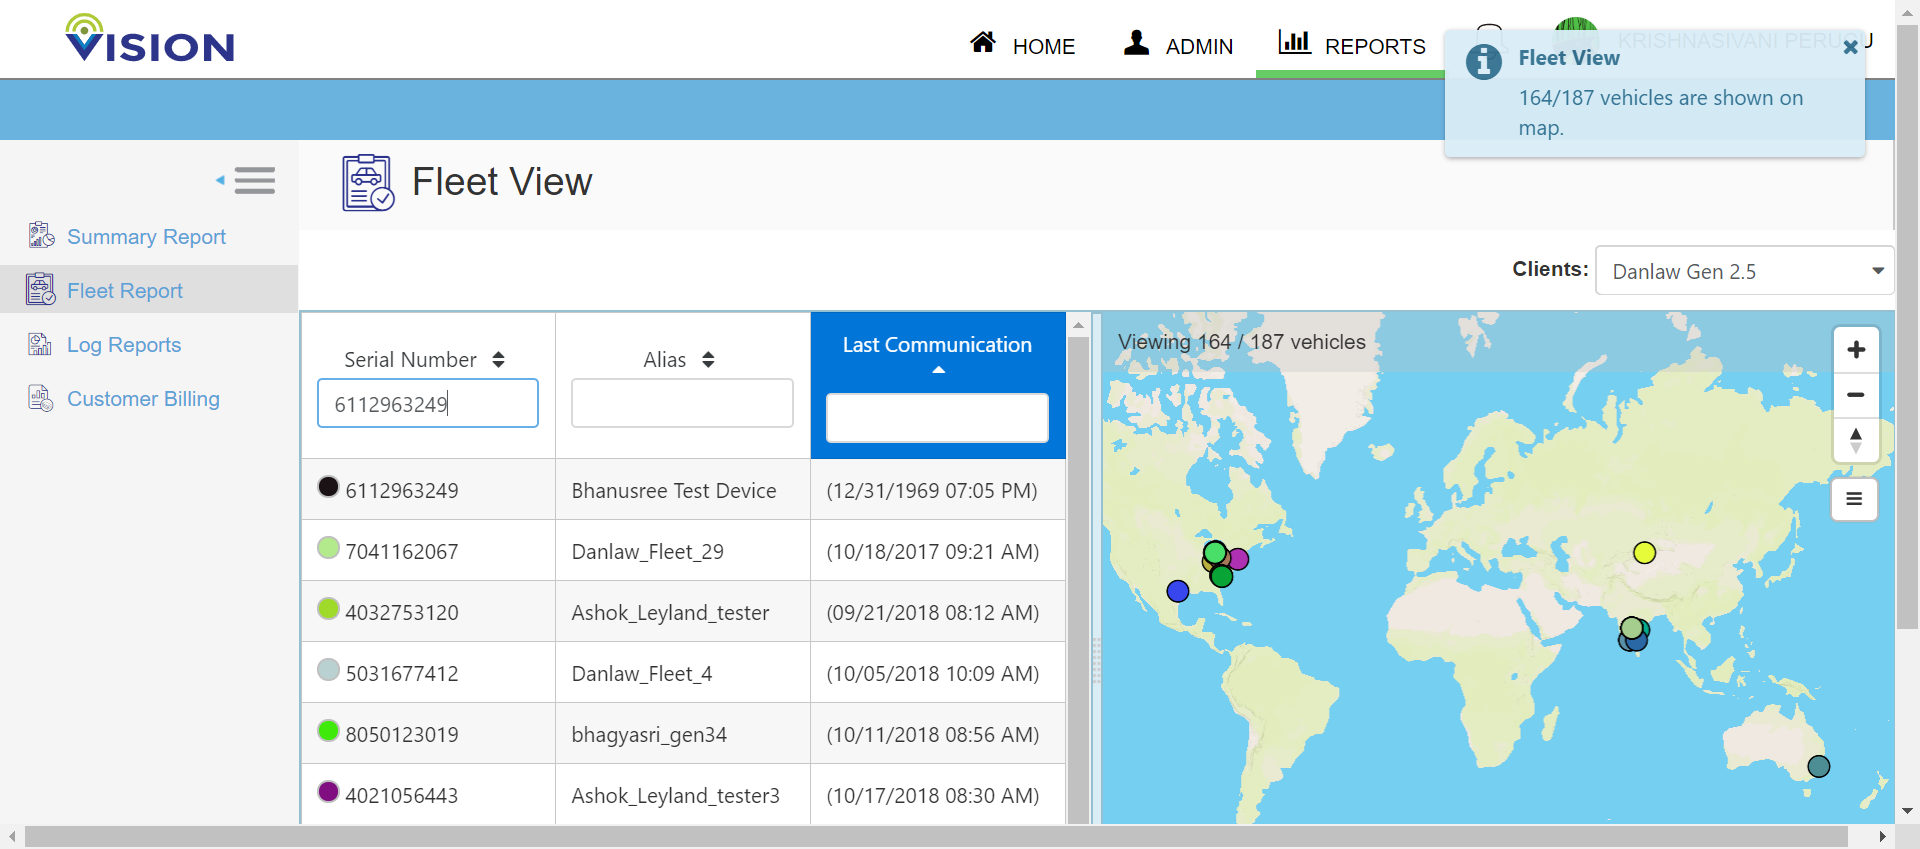 VISION
HOME
ADMIN
REPORTS
KRISHNASIVANI PERUGU
Fleet View
164/187 vehicles are shown on
map.
Fleet View
Summary Report
Fleet Report
Log Reports
Customer Billing
Clients: Danlaw Gen 2.5
Serial Number Alias Last Communication
6112963249
6112963249 Bhanusree Test Device (12/31/1969 07:05 PM)
7041162067 Danlaw_Fleet_29 (10/18/2017 09:21 AM)
4032753120 Ashok_Leyland_tester (09/21/2018 08:12 AM)
5031677412 Danlaw_Fleet_4 (10/05/2018 10:09 AM)
8050123019 bhagyasri_gen34 (10/11/2018 08:56 AM)
4021056443 Ashok_Leyland_tester3 (10/17/2018 08:30 AM)
Viewing 164 / 187 vehicles